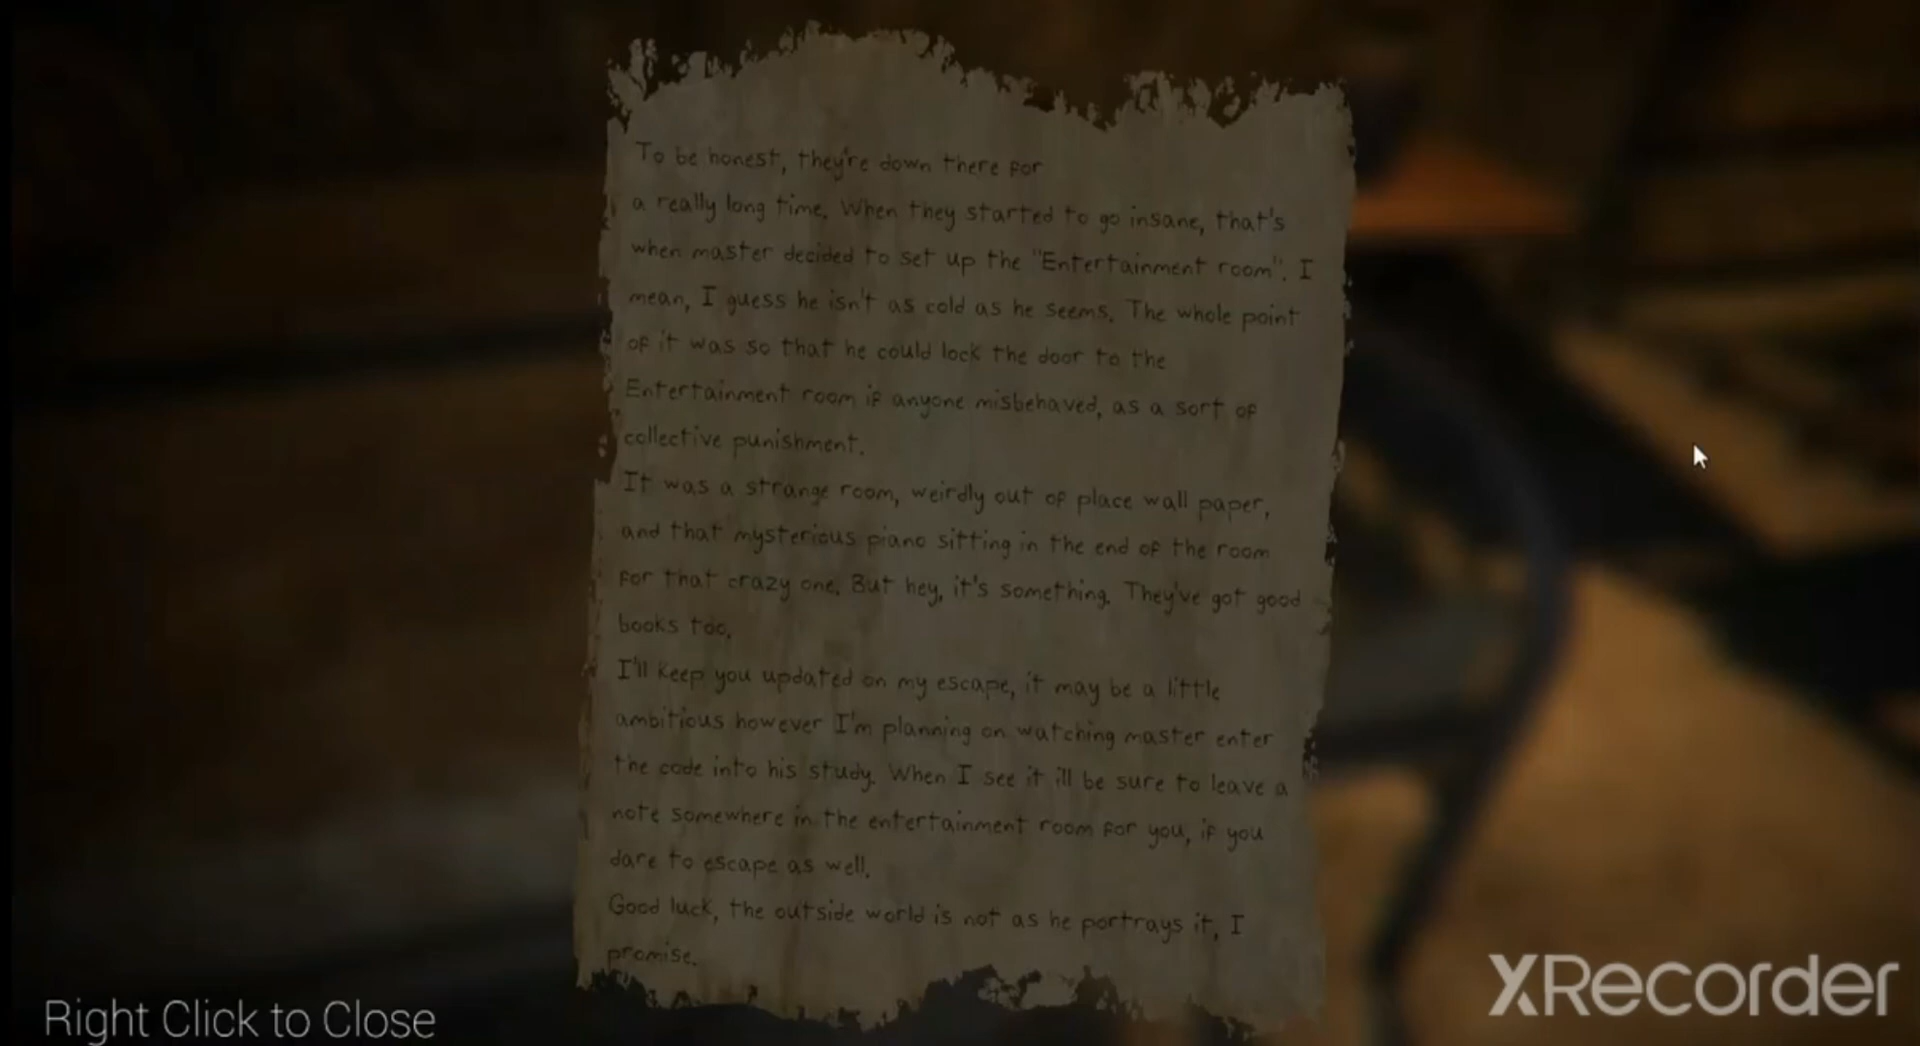 To be honest, they're down there for
a really long time. When they started to go insane, that's
when master decided to set up the "Entertainment room". I
mean, I guess he isn't as cold as he seems. The whole point
of it was so that he could lock the door to the
Entertainment room if anyone misbehaved, as a sort of
collective punishment.
It was a strange room, weirdly out of place wall paper,
and that mysterious piano sitting in the end of the room
for that crazy one. But hey, it's something. They've got good
books too.
I'll keep you updated on my escape, it may be a little
ambitious however I'm planning on watching master enter
the code into his study. When I see it ill be sure to leave a
note somewhere in the entertainment room for you, if you
dare to escape as well.
Good luck, the outside world is not as he portrays it, I
promise.
Right Click to Close
XRecorder